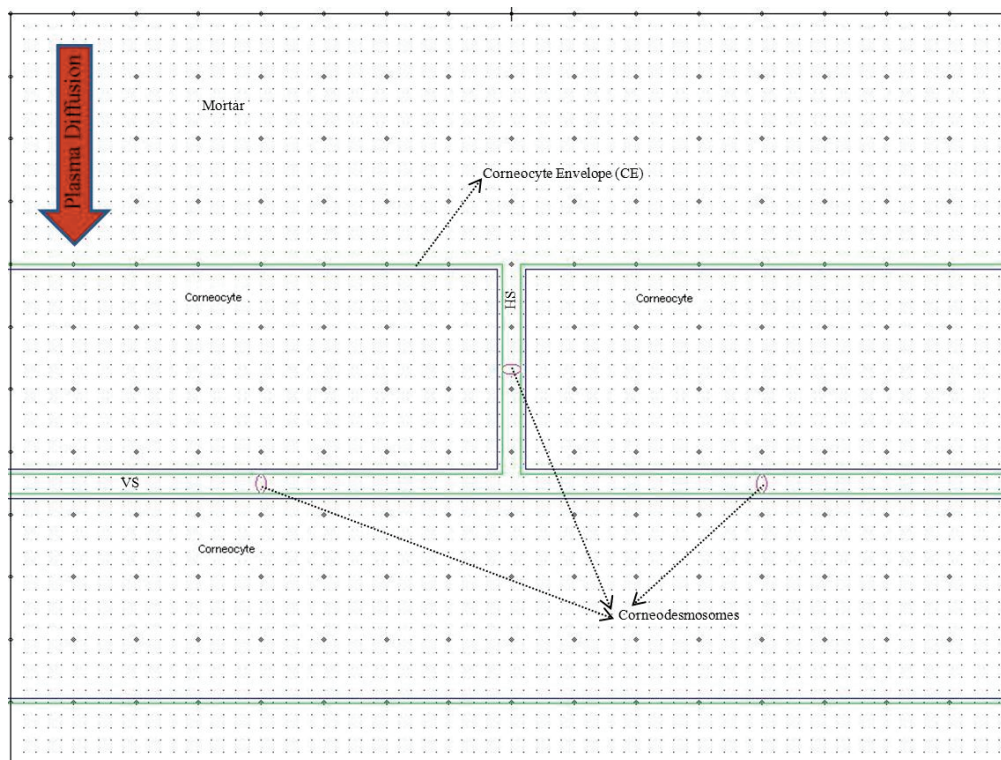 Plasma Diffusion
Mortar
Corneocyte Envelope (CE)
Corneocyte
HS
Corneocyte
VS
Corneocyte
Corneodesmosomes